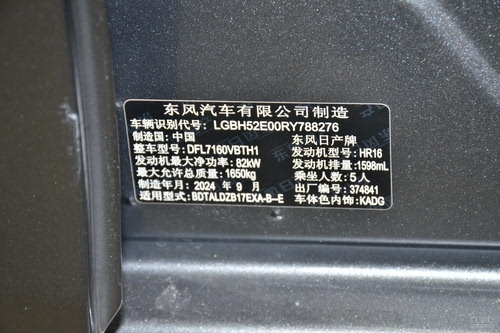 东风汽车有限公司制造
车辆识别代号: LGBH52E00RY788276
制造国: 中国 东风日产牌
整车型号: DFL7160VBTH1 发动机型号: HR16
发动机最大净功率: 82kW 发动机排量: 1598mL
最大允许总质量: 1650kg 乘坐人数: 5人
制造年月: 2024 年 9 月 出厂编号: 374841
适用型号: BDTALDZB17EXA-B-E 车体色内饰: KADG